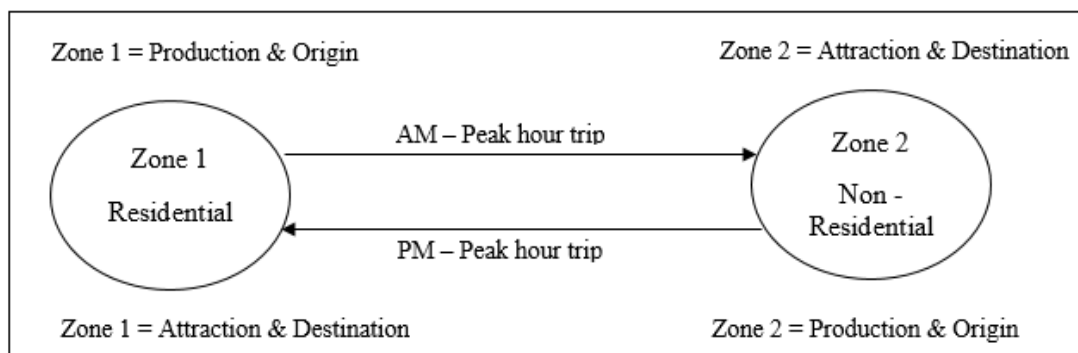 Zone 1 = Production & Origin
Zone 2 = Attraction & Destination
AM – Peak hour trip
Zone 1
Residential
Zone 2
Non -
Residential
PM – Peak hour trip
Zone 1 = Attraction & Destination
Zone 2 = Production & Origin